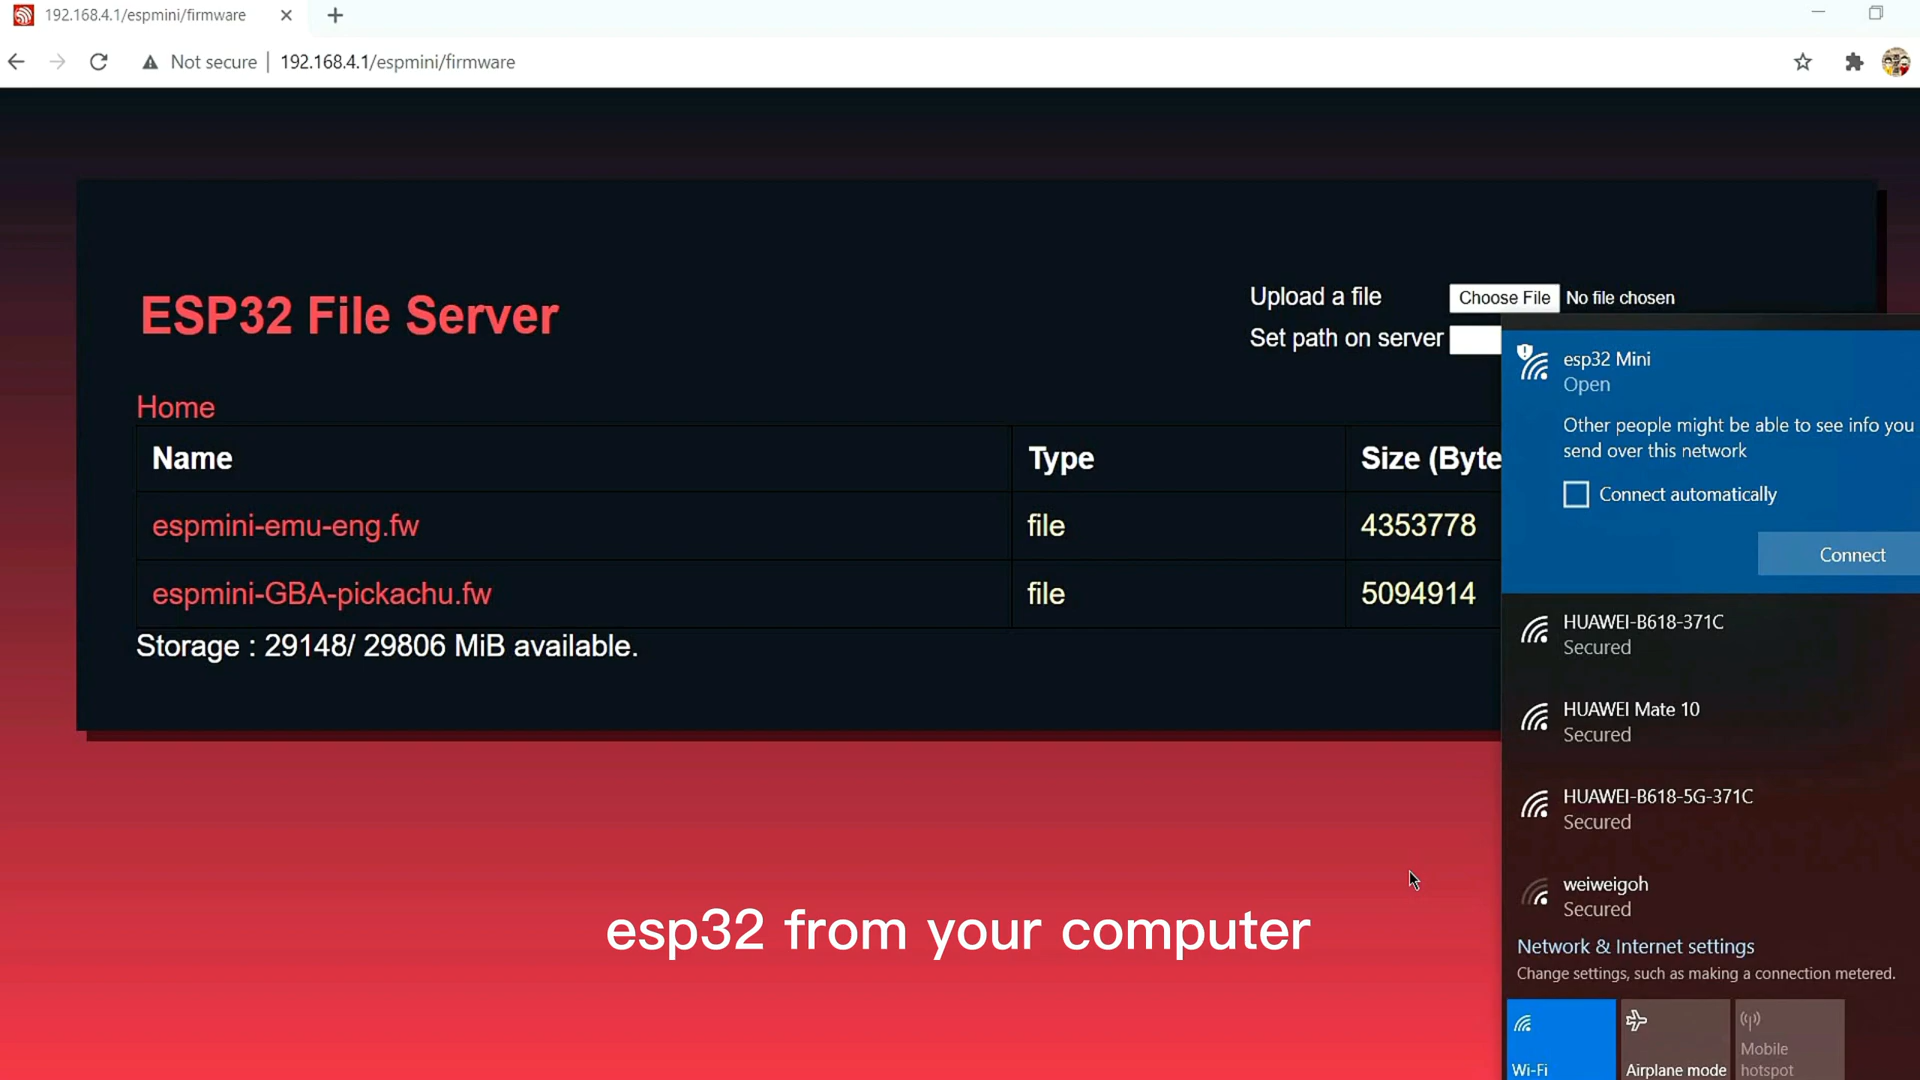 192.168.4.1/espmini/firmware
Not secure | 192.168.4.1/espmini/firmware
ESP32 File Server
Upload a file Choose File No file chosen
Set path on server
Home
Name Type Size (Byte
espmini-emu-eng.fw file 4353778
espmini-GBA-pickachu.fw file 5094914
Storage : 29148/ 29806 MiB available.
esp32 Mini
Open
Other people might be able to see info you
send over this network
Connect automatically
Connect
HUAWEI-B618-371C
Secured
HUAWEI Mate 10
Secured
HUAWEI-B618-5G-371C
Secured
weiweigoh
Secured
Network & Internet settings
Change settings, such as making a connection metered.
Wi-Fi
Airplane mode
Mobile
hotspot
esp32 from your computer